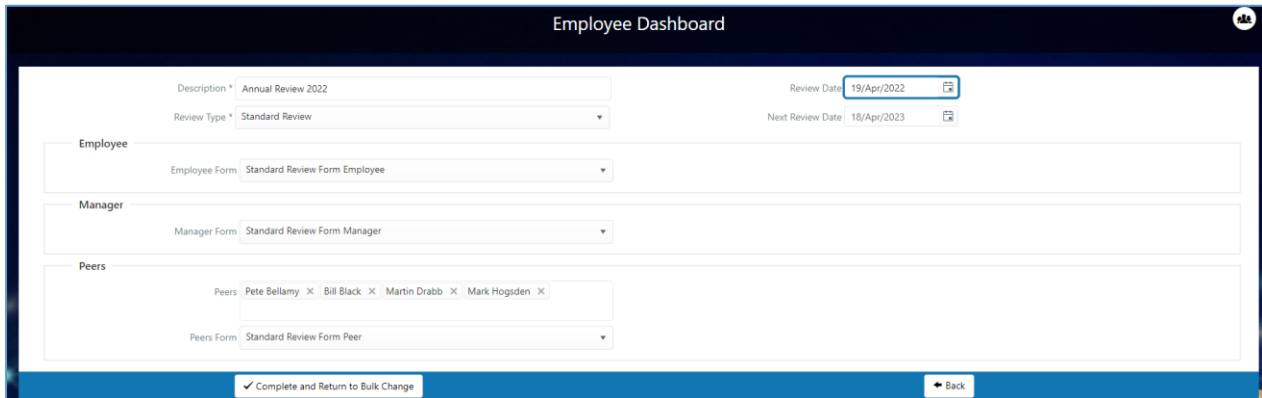 Employee Dashboard
Description * Annual Review 2022 Review Date 19/Apr/2022
Review Type * Standard Review Next Review Date 18/Apr/2023
Employee
Employee Form Standard Review Form Employee
Manager
Manager Form Standard Review Form Manager
Peers
Peers Pete Bellamy × Bill Black × Martin Drabb × Mark Hogsden ×
Peers Form Standard Review Form Peer
✓ Complete and Return to Bulk Change Back